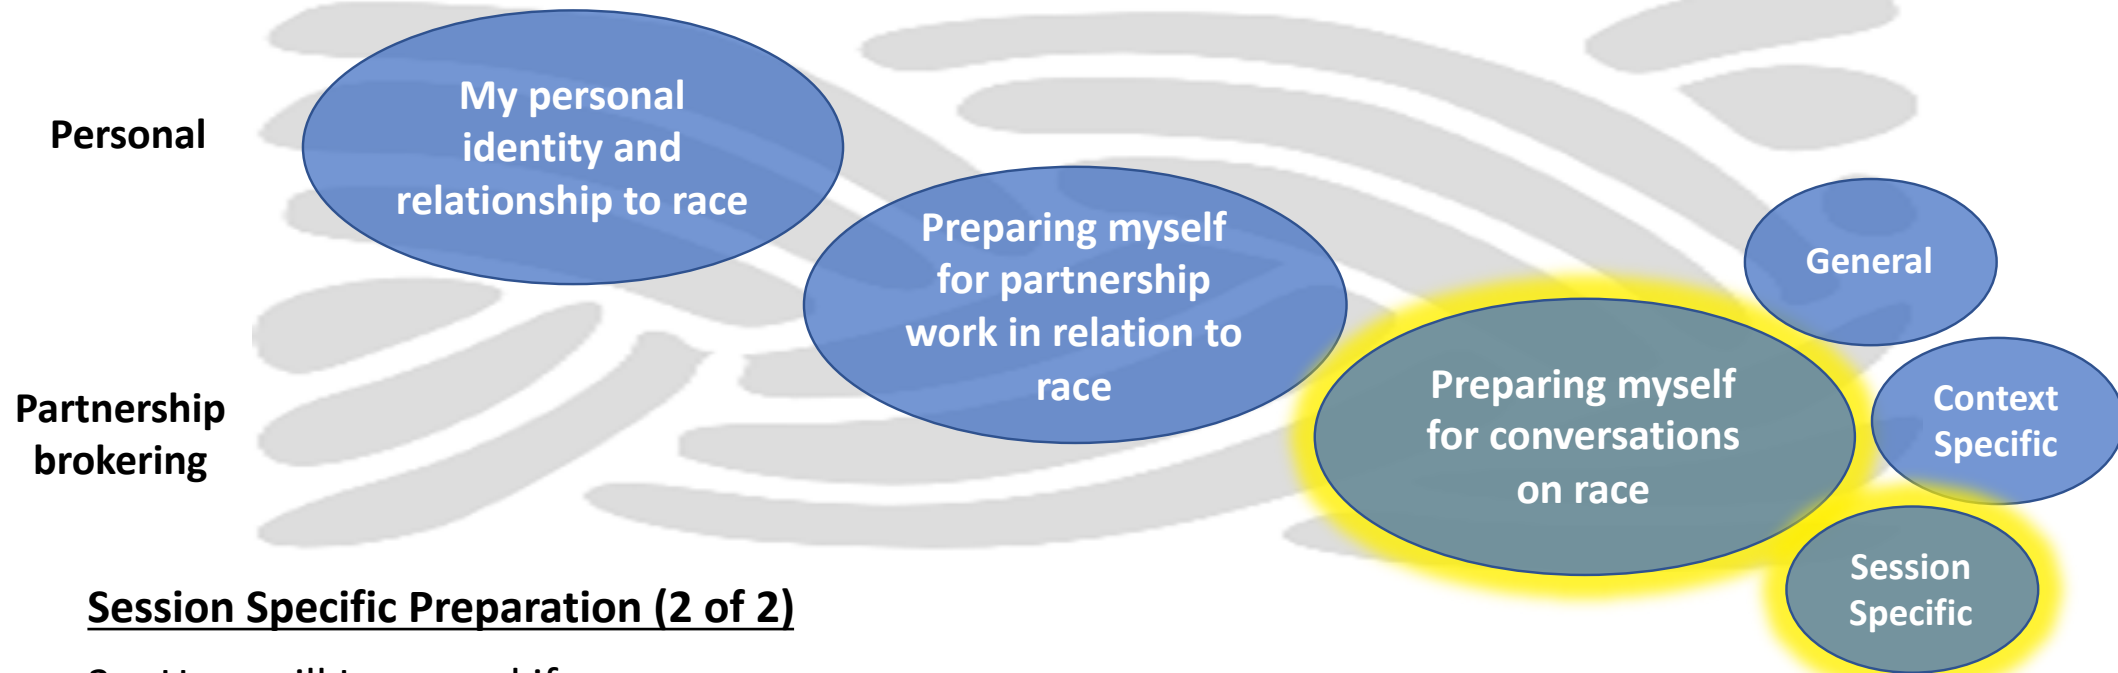 Personal
My personal
identity and
relationship to race
Preparing myself
for partnership
work in relation to
race
Partnership
brokering
Preparing myself
for conversations
on race
General
Context
Specific
Session
Specific
Session Specific Preparation (2 of 2)